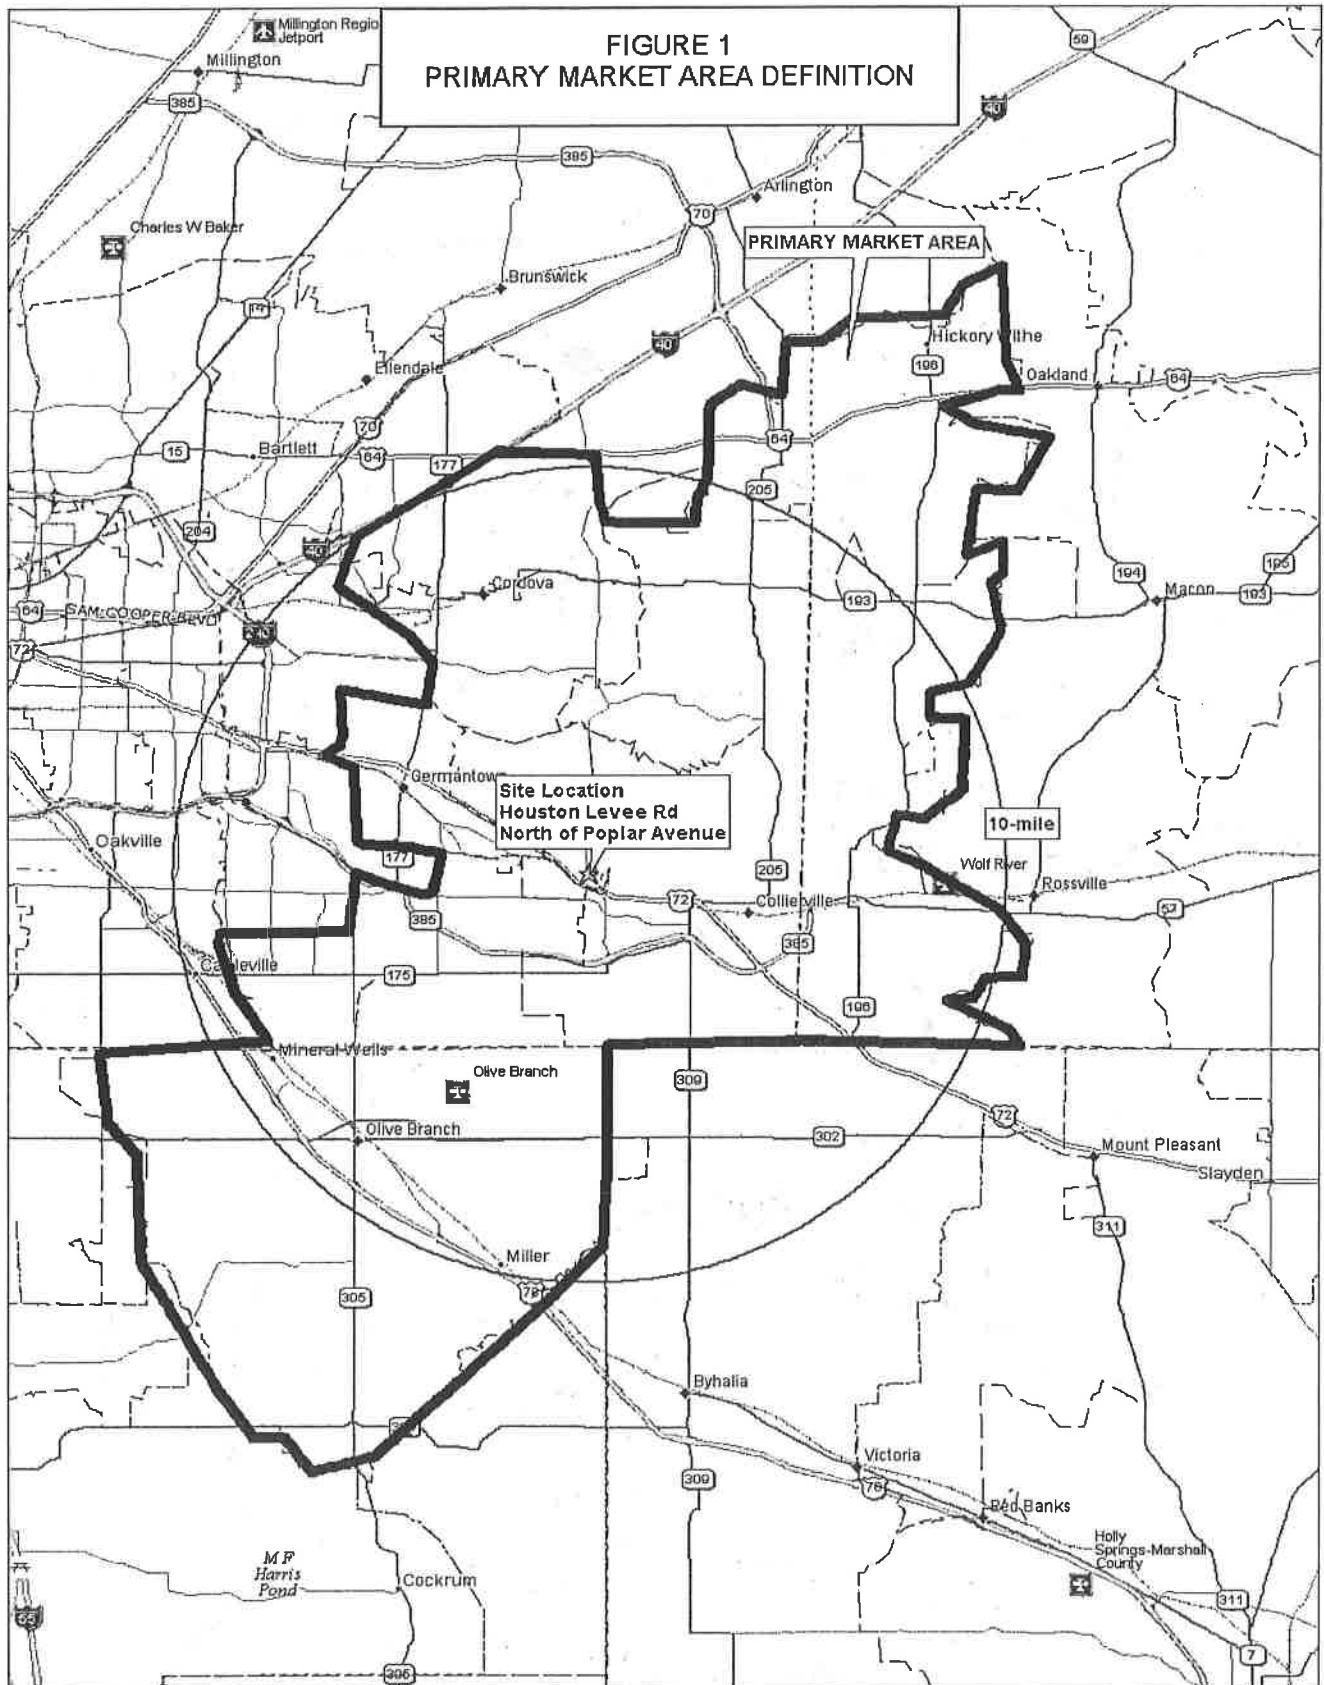 FIGURE 1
PRIMARY MARKET AREA DEFINITION
Millington Regio
Jetport
Millington
59
40
385
385
Arlington
70
Charles W Baker
PRIMARY MARKET AREA
Brunswick
14
40
Hickory Withe
196
Ellendale
Oakland
64
70
64
15
Bartlett
64
177
205
204
40
Cordova
194
195
Macon
193
193
64
SAM COOPER BLVD
72
Germantown
Site Location
Houston Levee Rd
North of Poplar Avenue
10-mile
Oakville
177
205
Wolf River
Rossville
72
Collierville
57
385
385
Capleville
175
196
Mineral Wells
Olive Branch
309
72
Olive Branch
302
Mount Pleasant
Slayden
311
Miller
78
305
Byhalia
Victoria
309
78
Red Banks
Holly
Springs-Marshall
County
M F
Harris
Pond
Cockrum
55
311
7
305